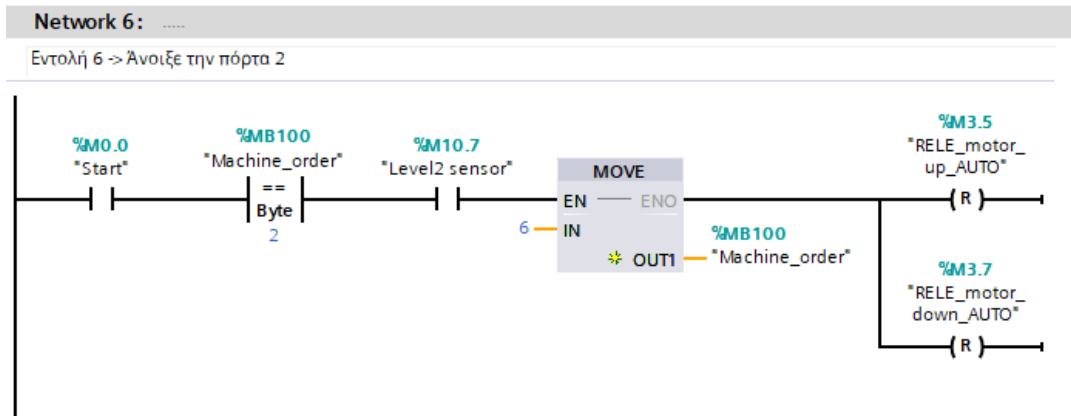 Network 6: .....
Εντολή 6 -> Άνοιξε την πόρτα 2
%M0.0
"Start"
%MB100
"Machine_order"
==
Byte
2
%M10.7
"Level2 sensor"
MOVE
EN ENO
6 IN
OUT1
%MB100
"Machine_order"
%M3.5
"RELE_motor_
up_AUTO"
R
%M3.7
"RELE_motor_
down_AUTO"
R